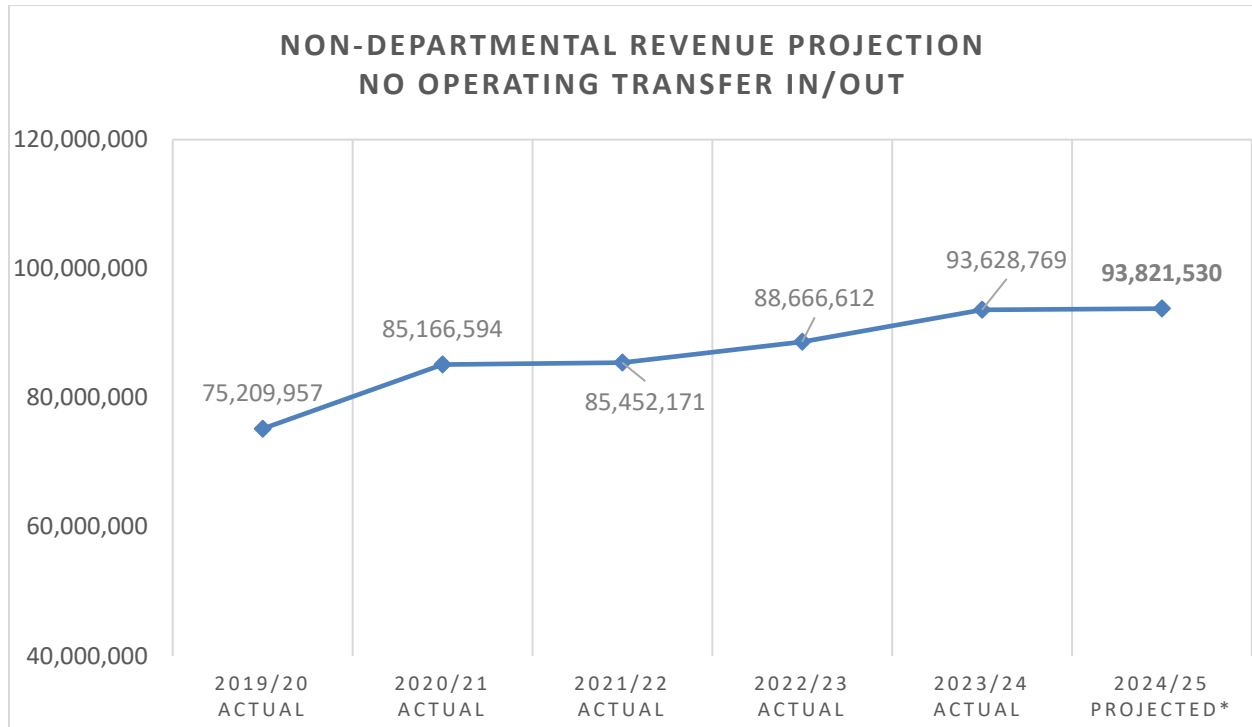 NON-DEPARTMENTAL REVENUE PROJECTION
NO OPERATING TRANSFER IN/OUT
120,000,000
100,000,000
80,000,000
60,000,000
40,000,000
75,209,957
85,166,594
85,452,171
88,666,612
93,628,769
93,821,530
2019/20
ACTUAL
2020/21
ACTUAL
2021/22
ACTUAL
2022/23
ACTUAL
2023/24
ACTUAL
2024/25
PROJECTED*